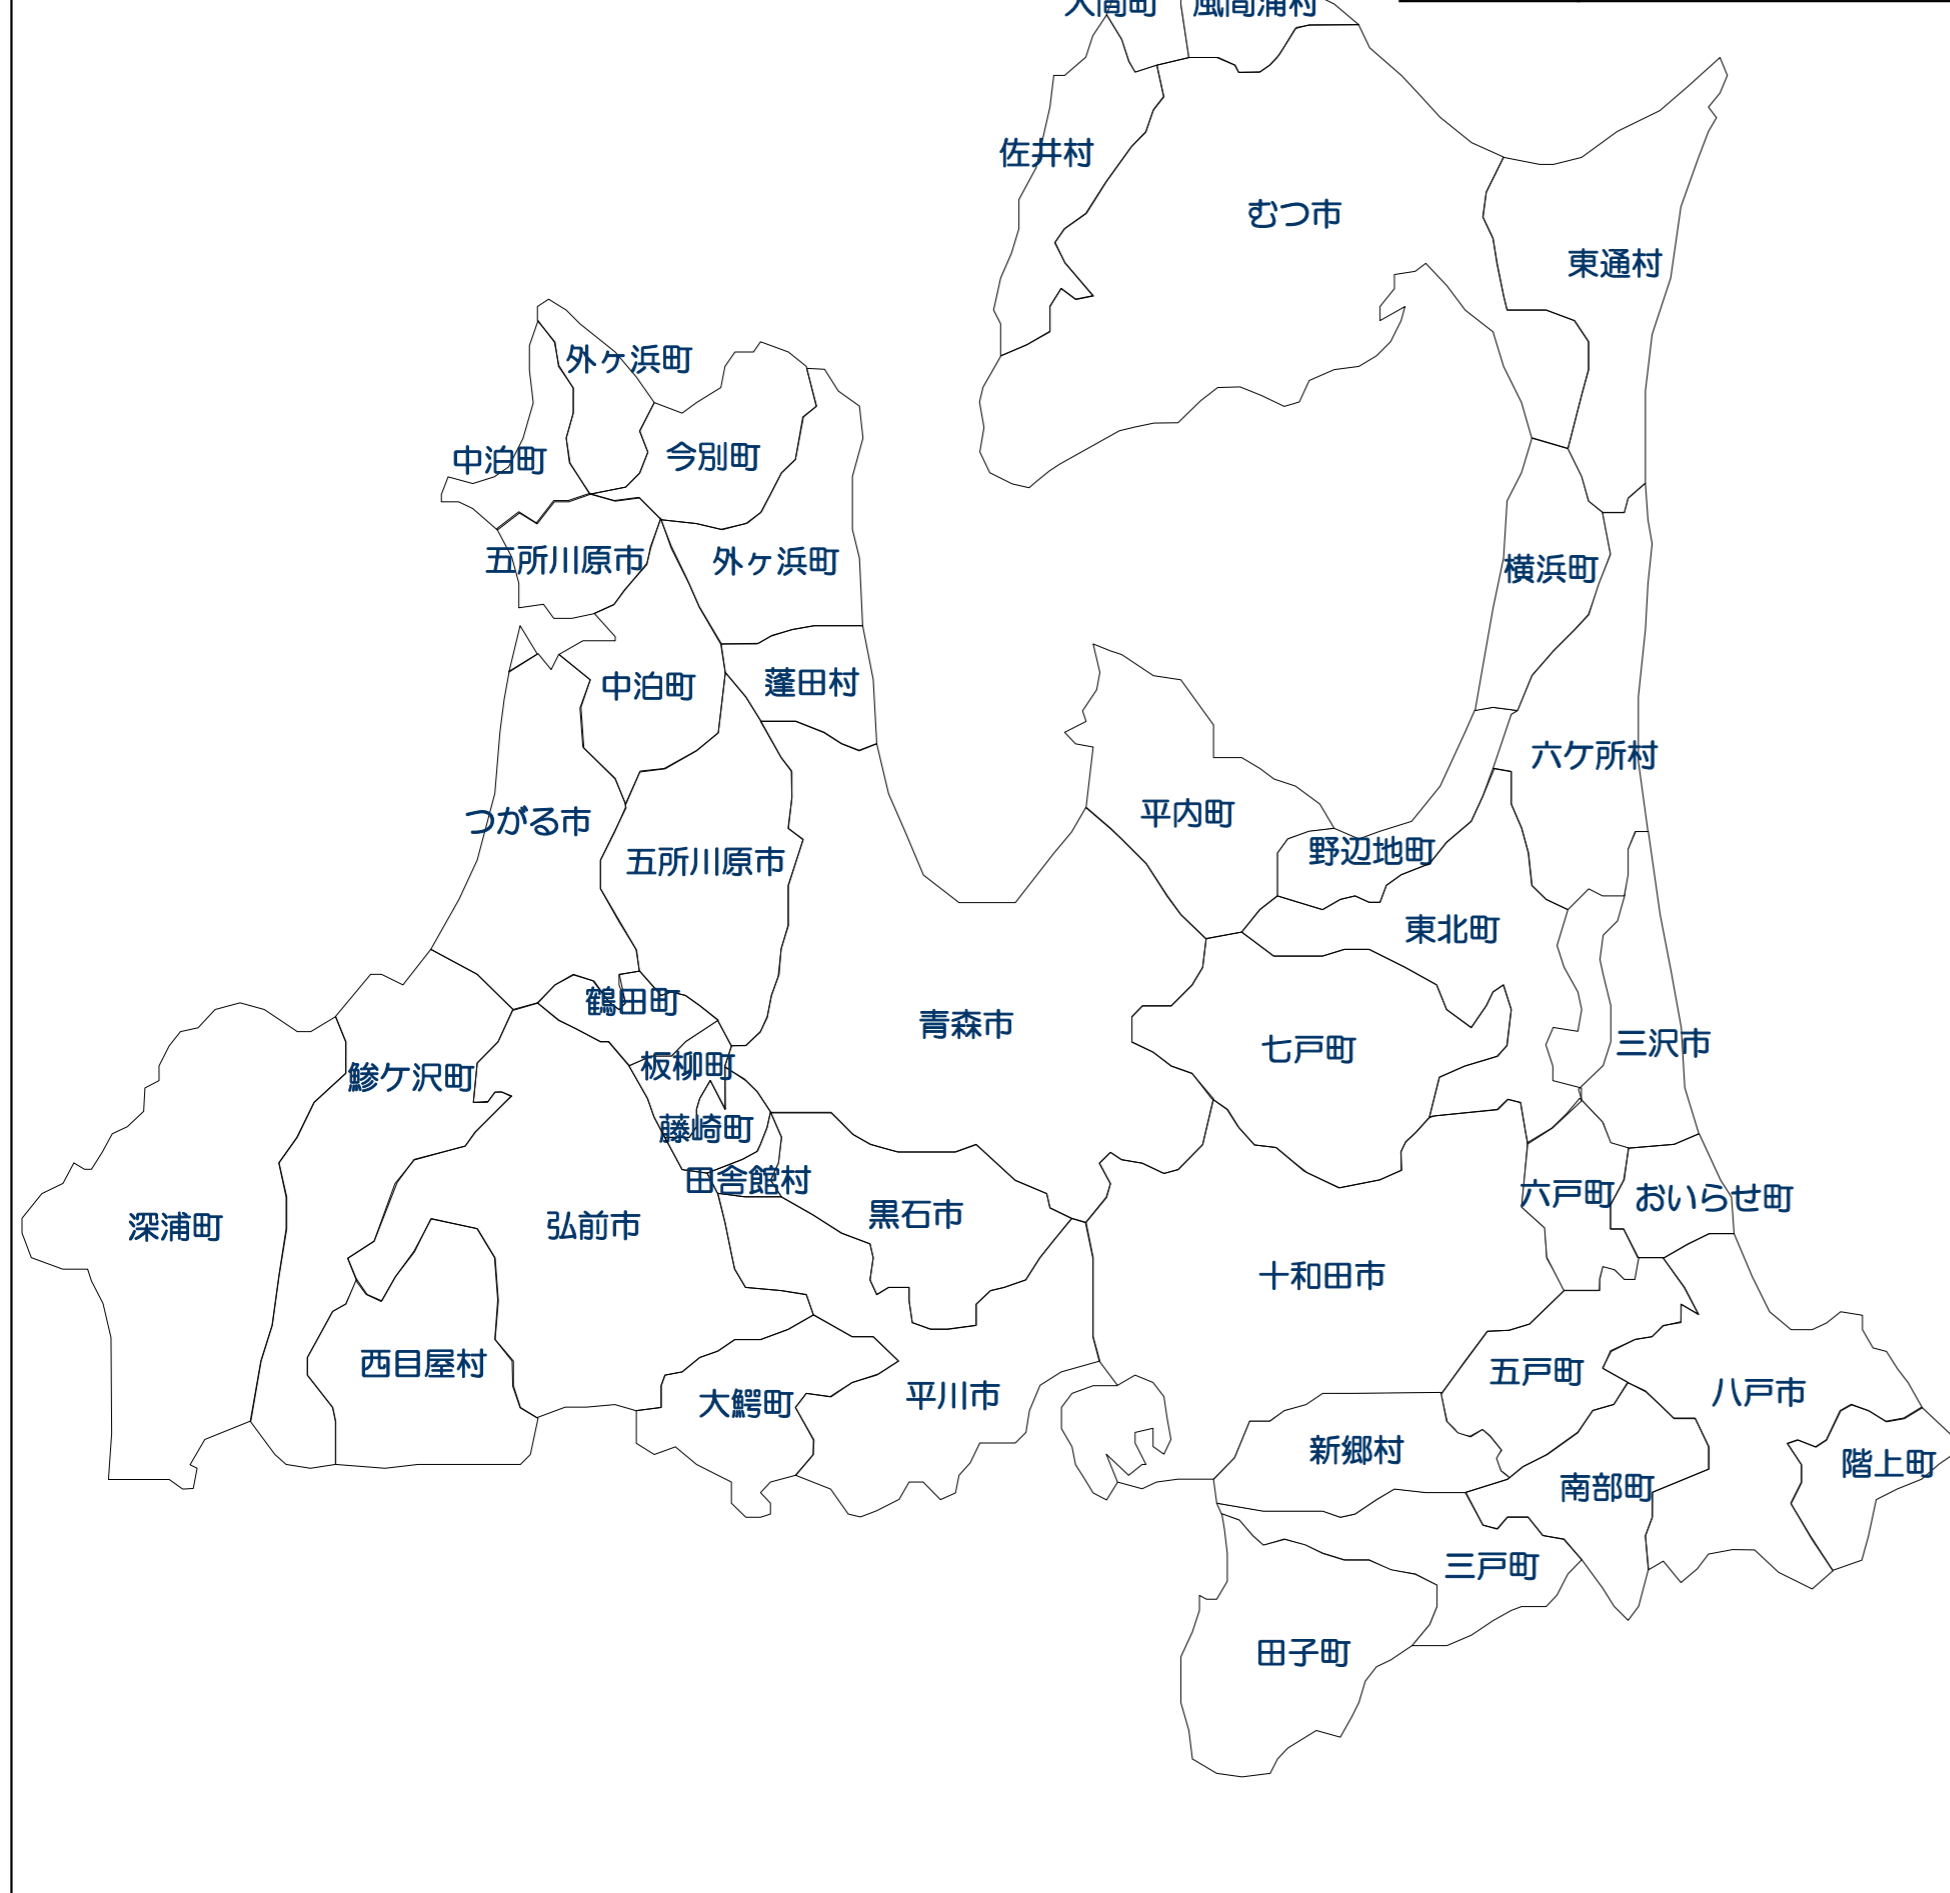 大間町
風間浦村
佐井村
むつ市
東通村
外ヶ浜町
今別町
中泊町
五所川原市
外ヶ浜町
横浜町
中泊町
蓬田村
六ケ所村
つがる市
平内町
五所川原市
野辺地町
東北町
鶴田町
青森市
三沢市
七戸町
板柳町
鰺ケ沢町
藤崎町
田舎館村
六戸町
おいらせ町
黒石市
深浦町
弘前市
十和田市
西目屋村
五戸町
八戸市
大鰐町
平川市
新郷村
階上町
南部町
三戸町
田子町